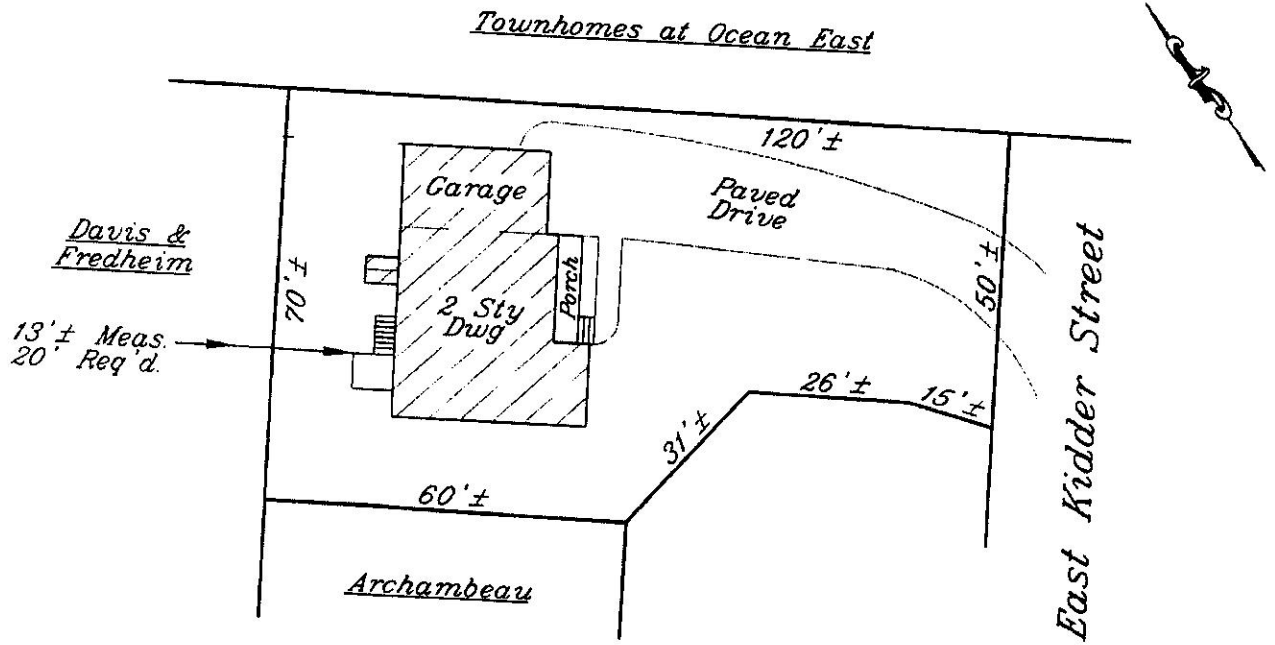 Townhomes at Ocean East
120'±
Garage
Paved
Drive
Davis &
Fredheim
70'±
Porch
50'±
2 Sty
Dwg
13'± Meas.
20' Req'd.
26'±
15'±
31'±
60'±
East Kidder Street
Archambeau